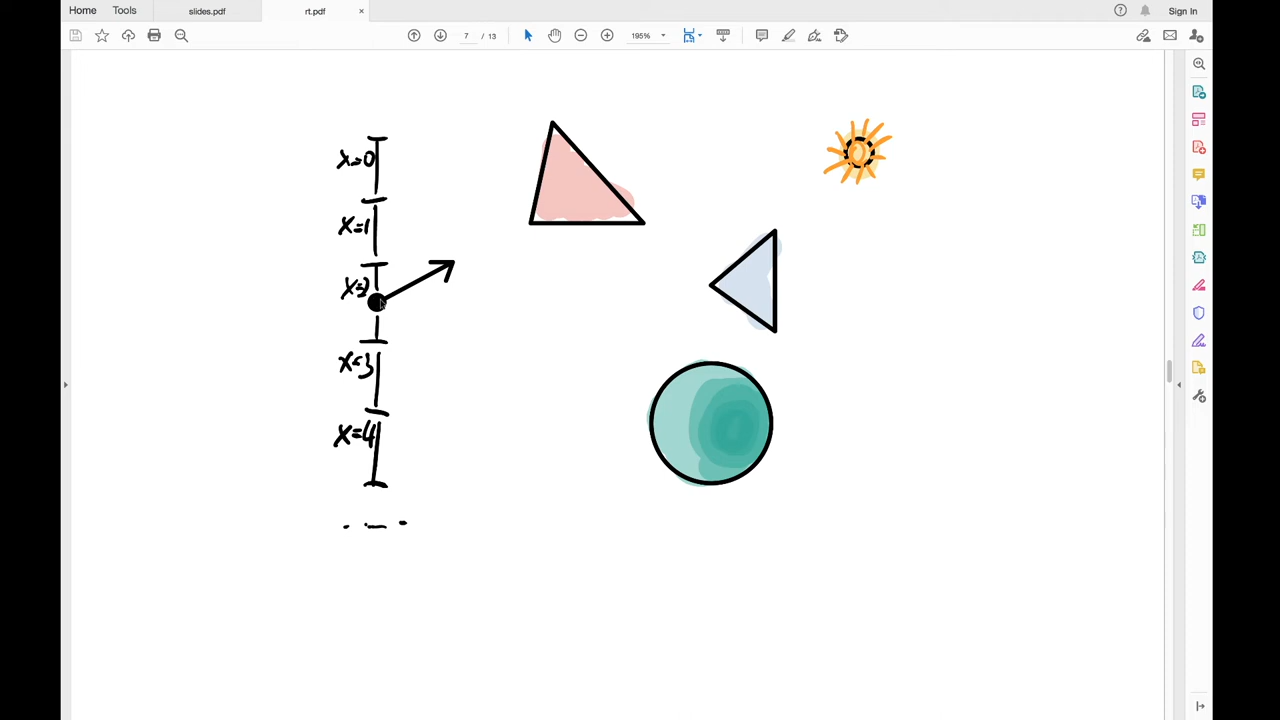 Home Tools slides.pdf rt.pdf × Sign In
7 / 13 195%
x=0
x=1
x=2
x=3
x=4
. – .